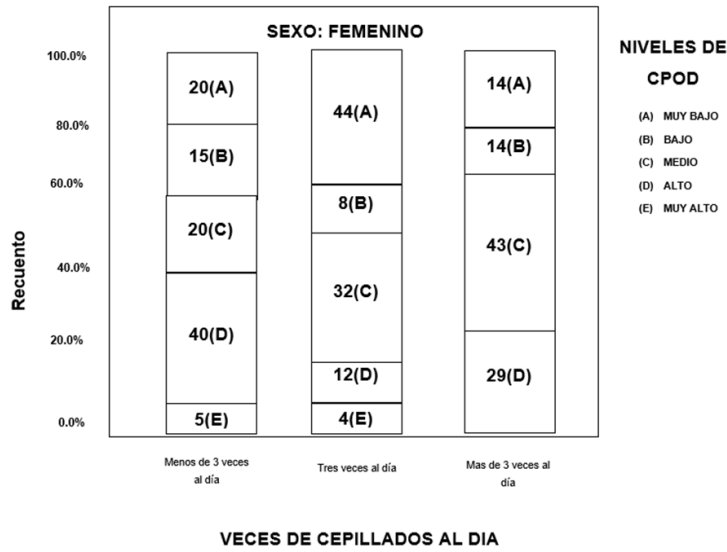 SEXO: FEMENINO
100.0%
80.0%
60.0%
40.0%
20.0%
0.0%
Recuento
20(A)
15(B)
20(C)
40(D)
5(E)
44(A)
8(B)
32(C)
12(D)
4(E)
14(A)
14(B)
43(C)
29(D)
Menos de 3 veces
al día
Tres veces al día
Mas de 3 veces al
día
VECES DE CEPILLADOS AL DIA
NIVELES DE
CPOD
(A) MUY BAJO
(B) BAJO
(C) MEDIO
(D) ALTO
(E) MUY ALTO